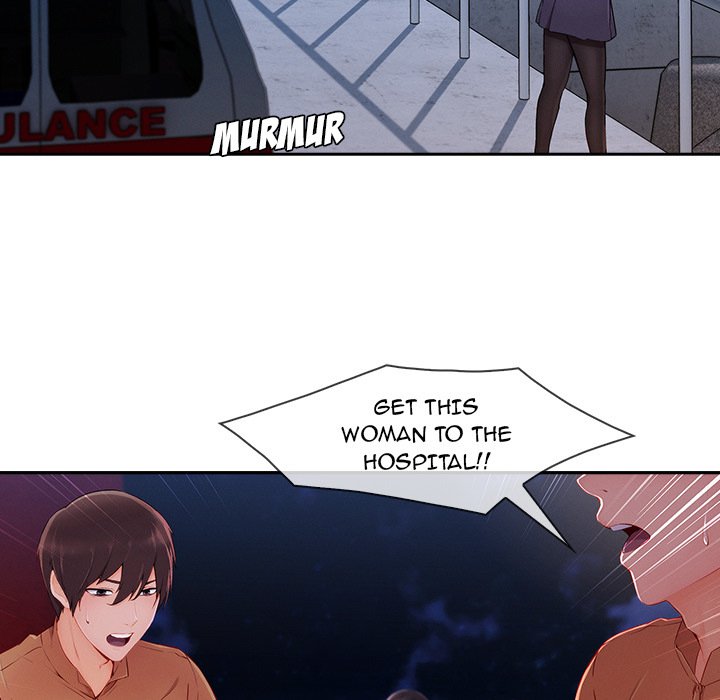 ULANCE
MURMUR
GET THIS
WOMAN TO THE
HOSPITAL!!